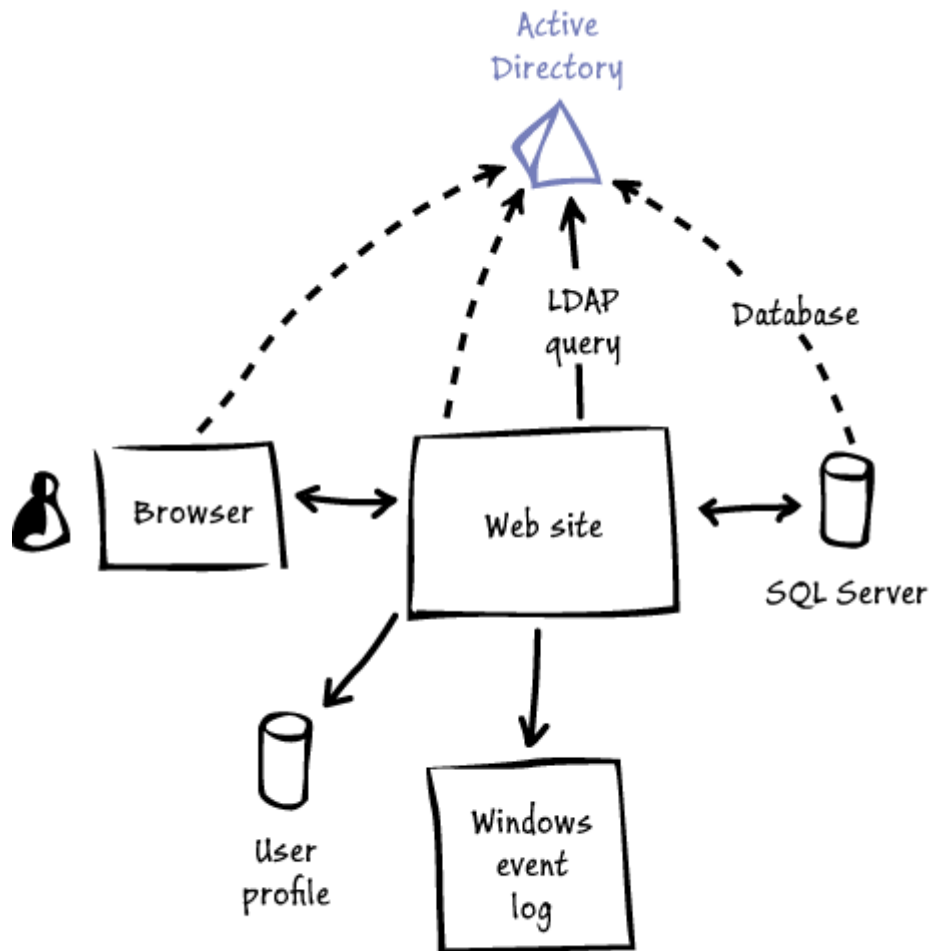 Active
Directory
LDAP
query
Database
Browser
Web site
SQL Server
User
profile
Windows
event
log